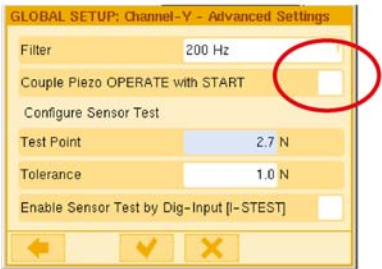 GLOBAL SETUP: Channel-Y - Advanced Settings
Filter 200 Hz
Couple Piezo OPERATE with START
Configure Sensor Test
Test Point 2.7 N
Tolerance 1.0 N
Enable Sensor Test by Dig-Input [I-STEST]